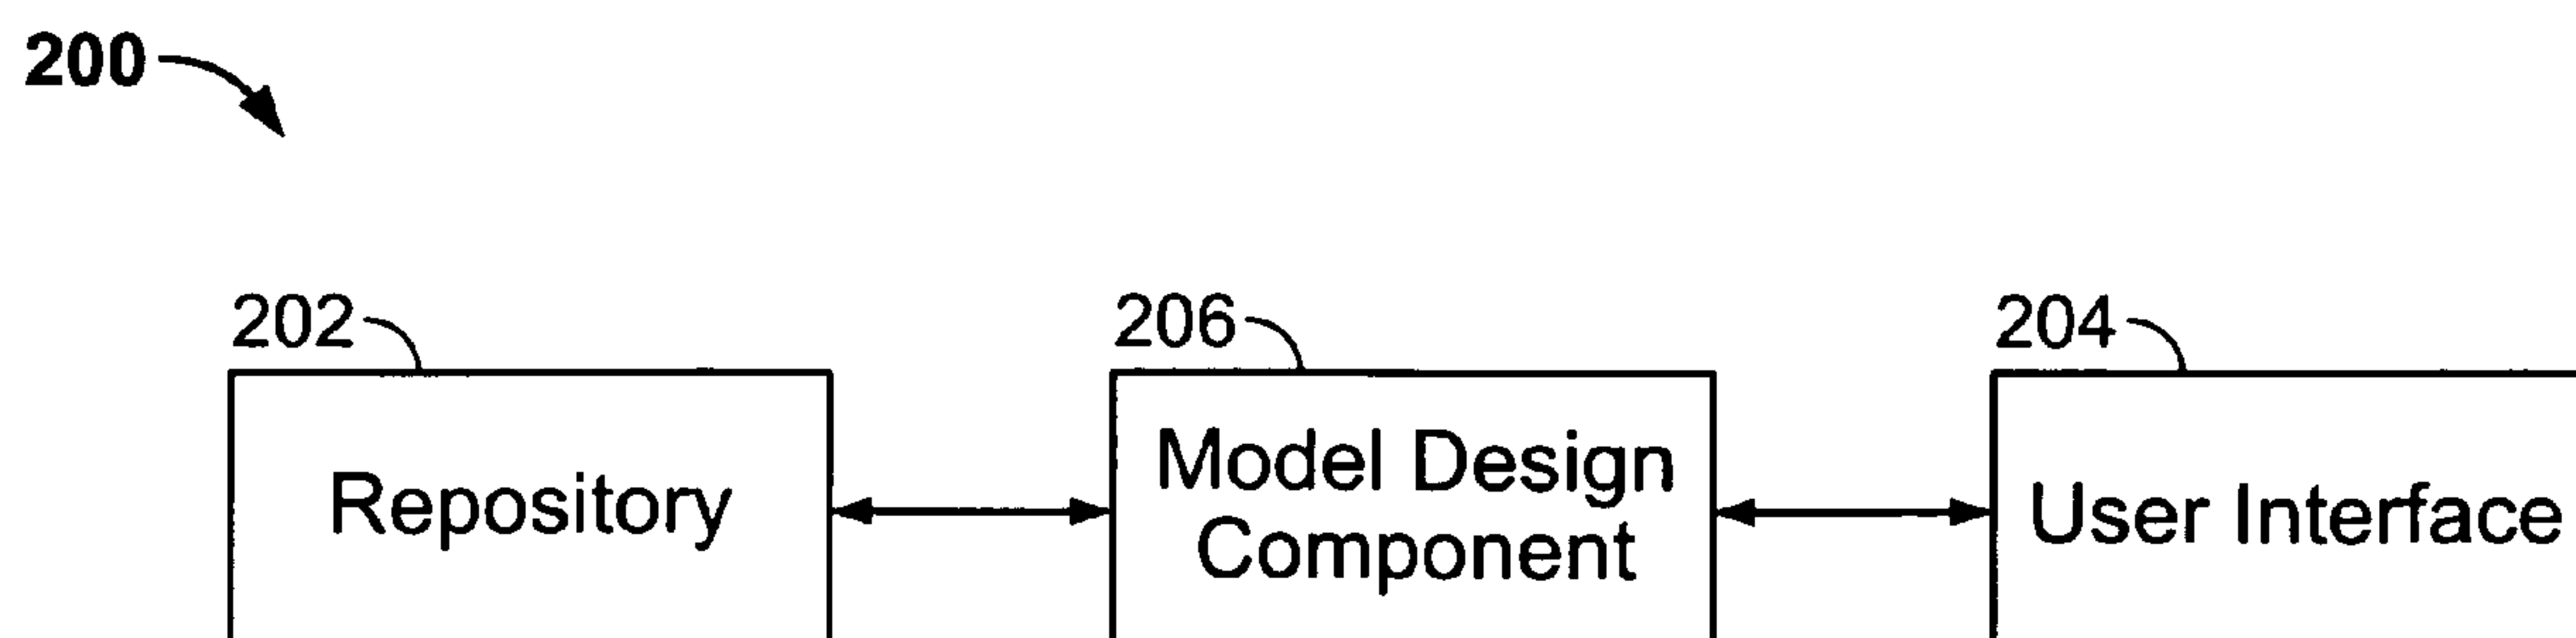 200
202
206
204
Repository
Model Design
Component
User Interface